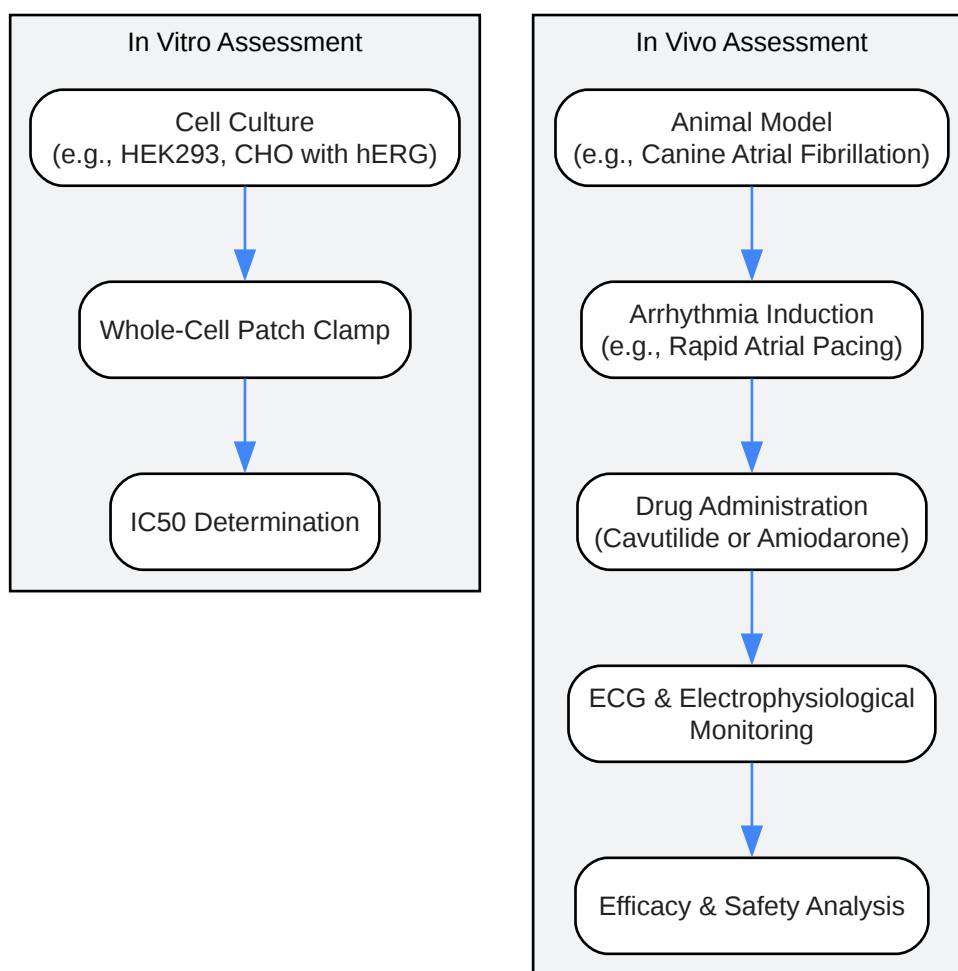 In Vitro Assessment
Cell Culture
(e.g., HEK293, CHO with hERG)
Whole-Cell Patch Clamp
IC50 Determination
In Vivo Assessment
Animal Model
(e.g., Canine Atrial Fibrillation)
Arrhythmia Induction
(e.g., Rapid Atrial Pacing)
Drug Administration
(Cavutilide or Amiodarone)
ECG & Electrophysiological
Monitoring
Efficacy & Safety Analysis